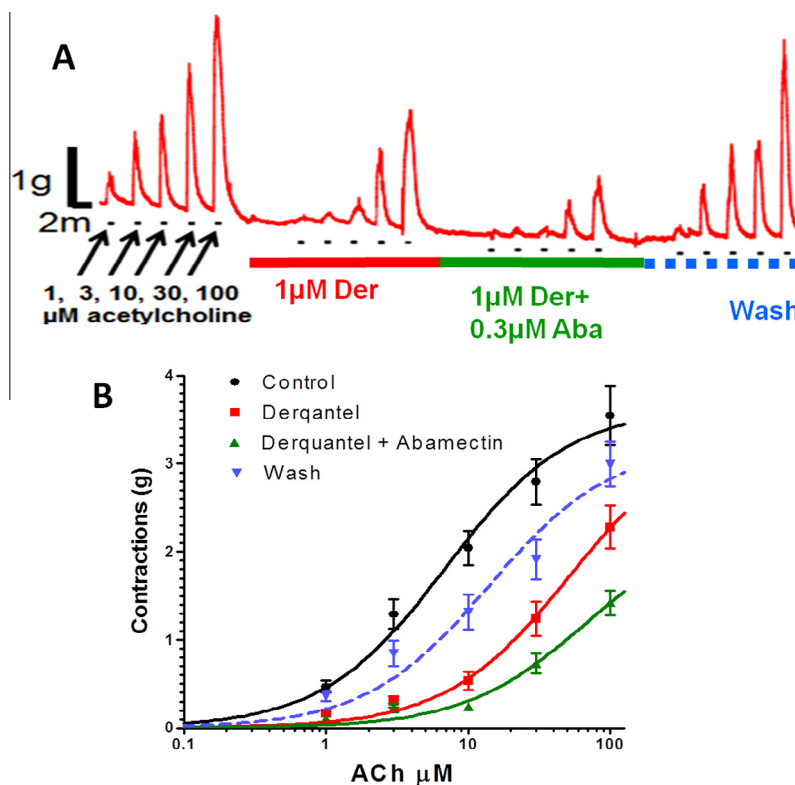 A
1g
2m
1, 3, 10, 30, 100
µM acetylcholine
1µM Der
1µM Der+
0.3µM Aba
Wash
B
Control
Derqantel
Derquantel + Abamectin
Wash
Contractions (g)
4
3
2
1
0
0.1 1 10 100
ACh µM